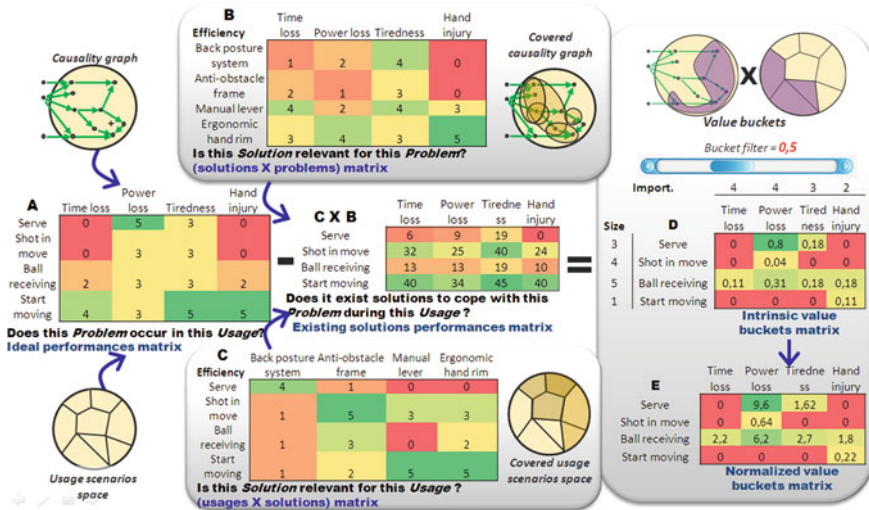 Causality graph
B
Efficiency
Time loss Power loss Tiredness Hand injury
Back posture system 1 2 4 0
Anti-obstacle frame 2 1 3 0
Manual lever 4 2 4 3
Ergonomic hand rim 3 4 3 5
Is this Solution relevant for this Problem?
(solutions X problems) matrix
Covered causality graph
A
Time loss Power loss Tiredness Hand injury
Serve 0 5 3 0
Shot in move 0 3 3 0
Ball receiving 2 3 3 2
Start moving 4 3 5 5
Does this Problem occur in this Usage?
Ideal performances matrix
Usage scenarios space
-
C X B
Time loss Power loss Tiredne ss Hand injury
Serve 6 9 19 0
Shot in move 32 25 40 24
Ball receiving 13 13 19 10
Start moving 40 34 45 40
Does it exist solutions to cope with this Problem during this Usage ?
Existing solutions performances matrix
=
C
Efficiency
Back posture system Anti-obstacle frame Manual lever Ergonomic hand rim
Serve 4 1 0 0
Shot in move 1 5 3 3
Ball receiving 1 3 0 2
Start moving 1 2 5 5
Is this Solution relevant for this Usage ?
(usages X solutions) matrix
Covered usage scenarios space
X
Value buckets
Bucket filter = 0,5
Import. 4 4 3 2
Size D
Time loss Power loss Tired ness Hand injury
3 Serve 0 0,8 0,18 0
4 Shot in move 0 0,04 0 0
5 Ball receiving 0,11 0,31 0,18 0,18
1 Start moving 0 0 0 0,11
Intrinsic value buckets matrix
E
Time loss Power loss Tiredne ss Hand injury
Serve 0 9,6 1,62 0
Shot in move 0 0,64 0 0
Ball receiving 2,2 6,2 2,7 1,8
Start moving 0 0 0 0,22
Normalized value buckets matrix